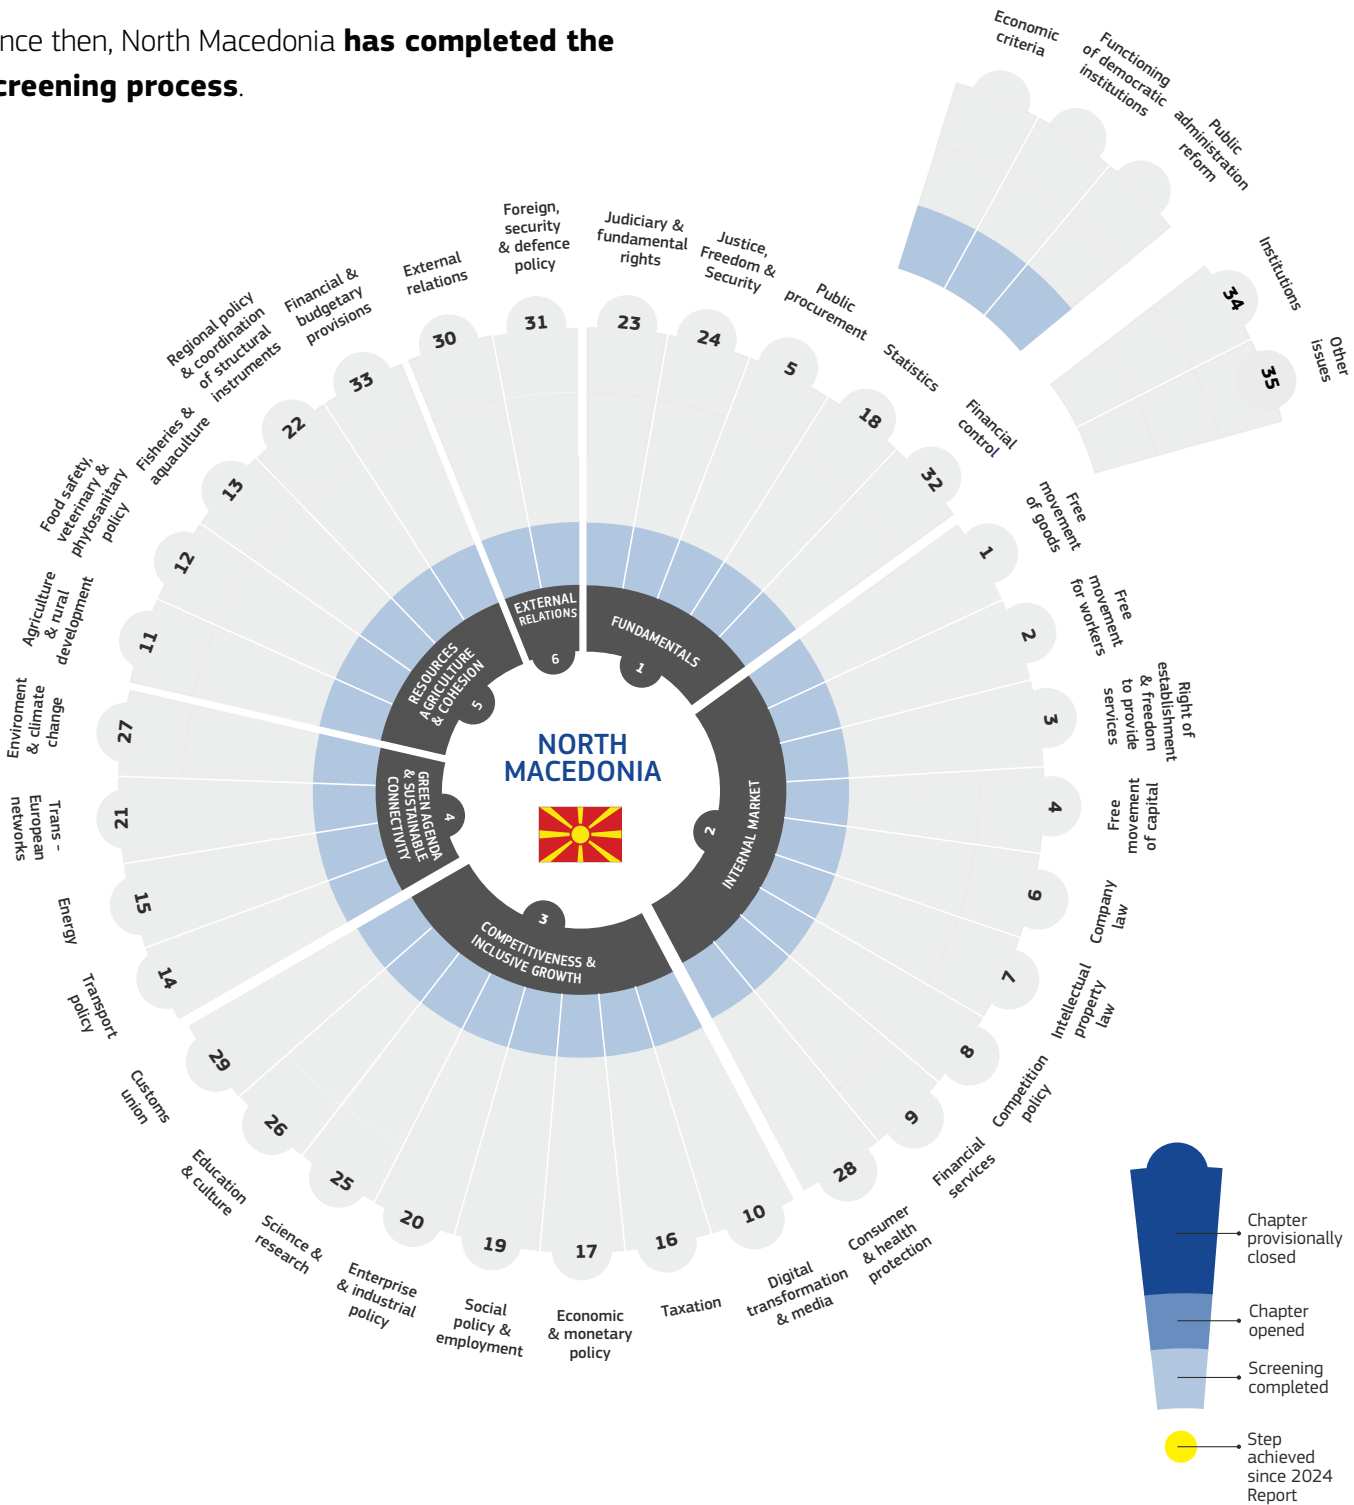 nce then, North Macedonia has completed the
creening process.
Economic
criteria
Functioning
of democratic
institutions
Public
administration
reform
34
Institutions
35
Other
issues
Judiciary &
fundamental
rights
23
Justice,
Freedom &
Security
24
Public
procurement
5
Statistics
18
Financial
control
32
Free
movement
of goods
1
Free
movement
for workers
2
Right of
establishment
& freedom
to provide
services
3
Free
movement
of capital
4
Company
law
6
Intellectual
property
law
7
Competition
policy
8
Financial
services
9
Consumer
& health
protection
28
Digital
transformation
& media
10
Taxation
16
Economic
& monetary
policy
17
Social
policy &
employment
19
Enterprise
& industrial
policy
20
Science &
research
25
Education
& culture
26
Customs
union
29
Transport
policy
14
Energy
15
Trans -
European
networks
21
Enviroment
& climate
change
27
Agriculture
& rural
development
11
Food safety,
veterinary &
phytosanitary
policy
12
Fisheries &
aquaculture
13
Regional policy
& coordination
of structural
instruments
22
Financial &
budgetary
provisions
33
External
relations
30
Foreign,
security
& defence
policy
31
FUNDAMENTALS
1
INTERNAL MARKET
2
COMPETITIVENESS &
INCLUSIVE GROWTH
3
GREEN AGENDA
& SUSTAINABLE
CONNECTIVITY
4
RESOURCES
AGRICULTURE
& COHESION
5
EXTERNAL
RELATIONS
6
NORTH
MACEDONIA
Chapter
provisionally
closed
Chapter
opened
Screening
completed
Step
achieved
since 2024
Report